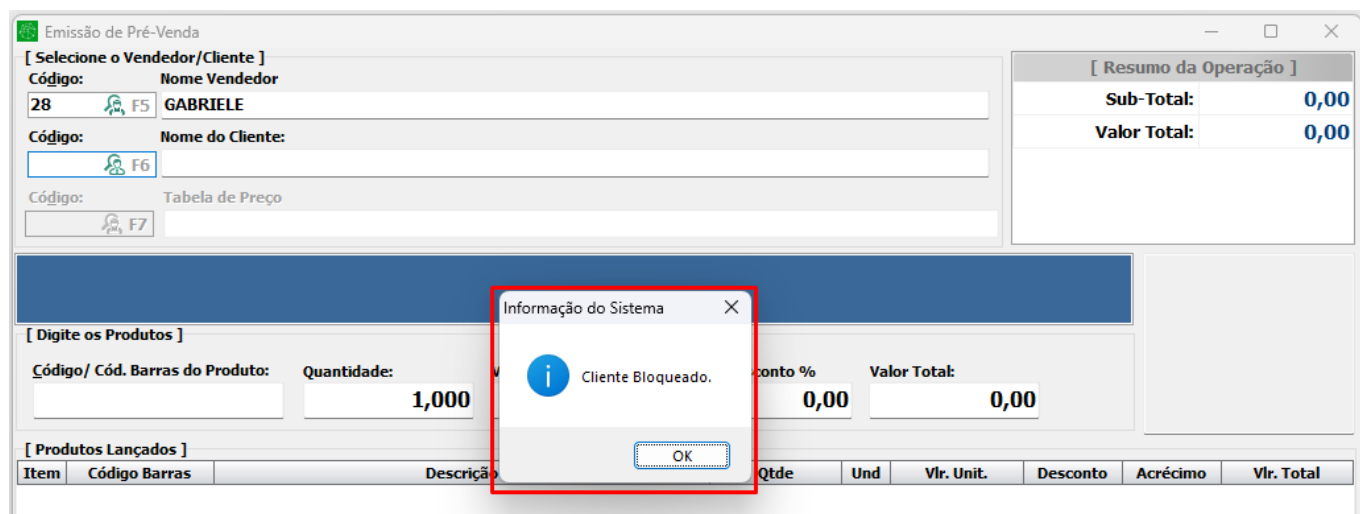 Emissão de Pré-Venda
[ Selecione o Vendedor/Cliente ]
Código: Nome Vendedor
28 F5 GABRIELE
Código: Nome do Cliente:
F6
Código: Tabela de Preço
F7
[ Resumo da Operação ]
Sub-Total: 0,00
Valor Total: 0,00
Informação do Sistema
Cliente Bloqueado.
OK
[ Digite os Produtos ]
Código/ Cód. Barras do Produto: Quantidade: conto % Valor Total:
1,000 0,00 0,00
[ Produtos Lançados ]
Item Código Barras Descrição Qtde Und Vlr. Unit. Desconto Acrécimo Vlr. Total